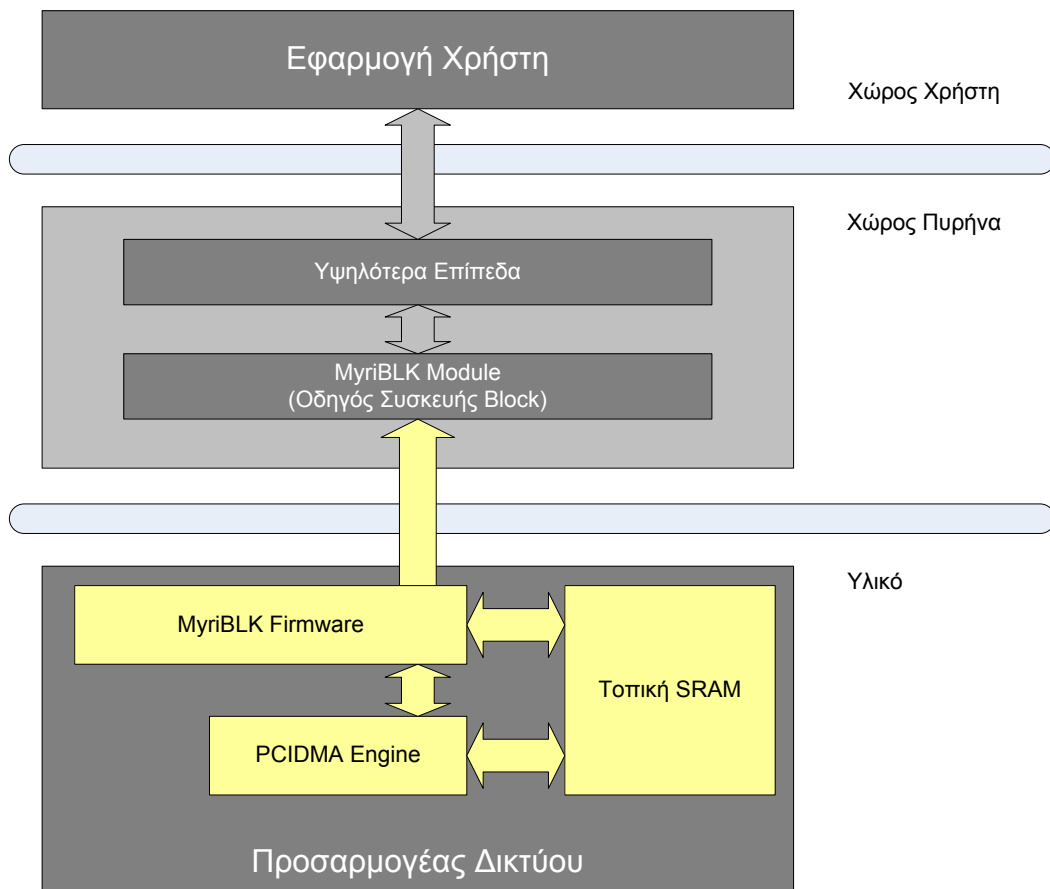 Εφαρμογή Χρήστη
Χώρος Χρήστη
Χώρος Πυρήνα
Υψηλότερα Επίπεδα
MyriBLK Module
(Οδηγός Συσκευής Block)
Υλικό
MyriBLK Firmware
Τοπική SRAM
PCIDMA Engine
Προσαρμογέας Δικτύου